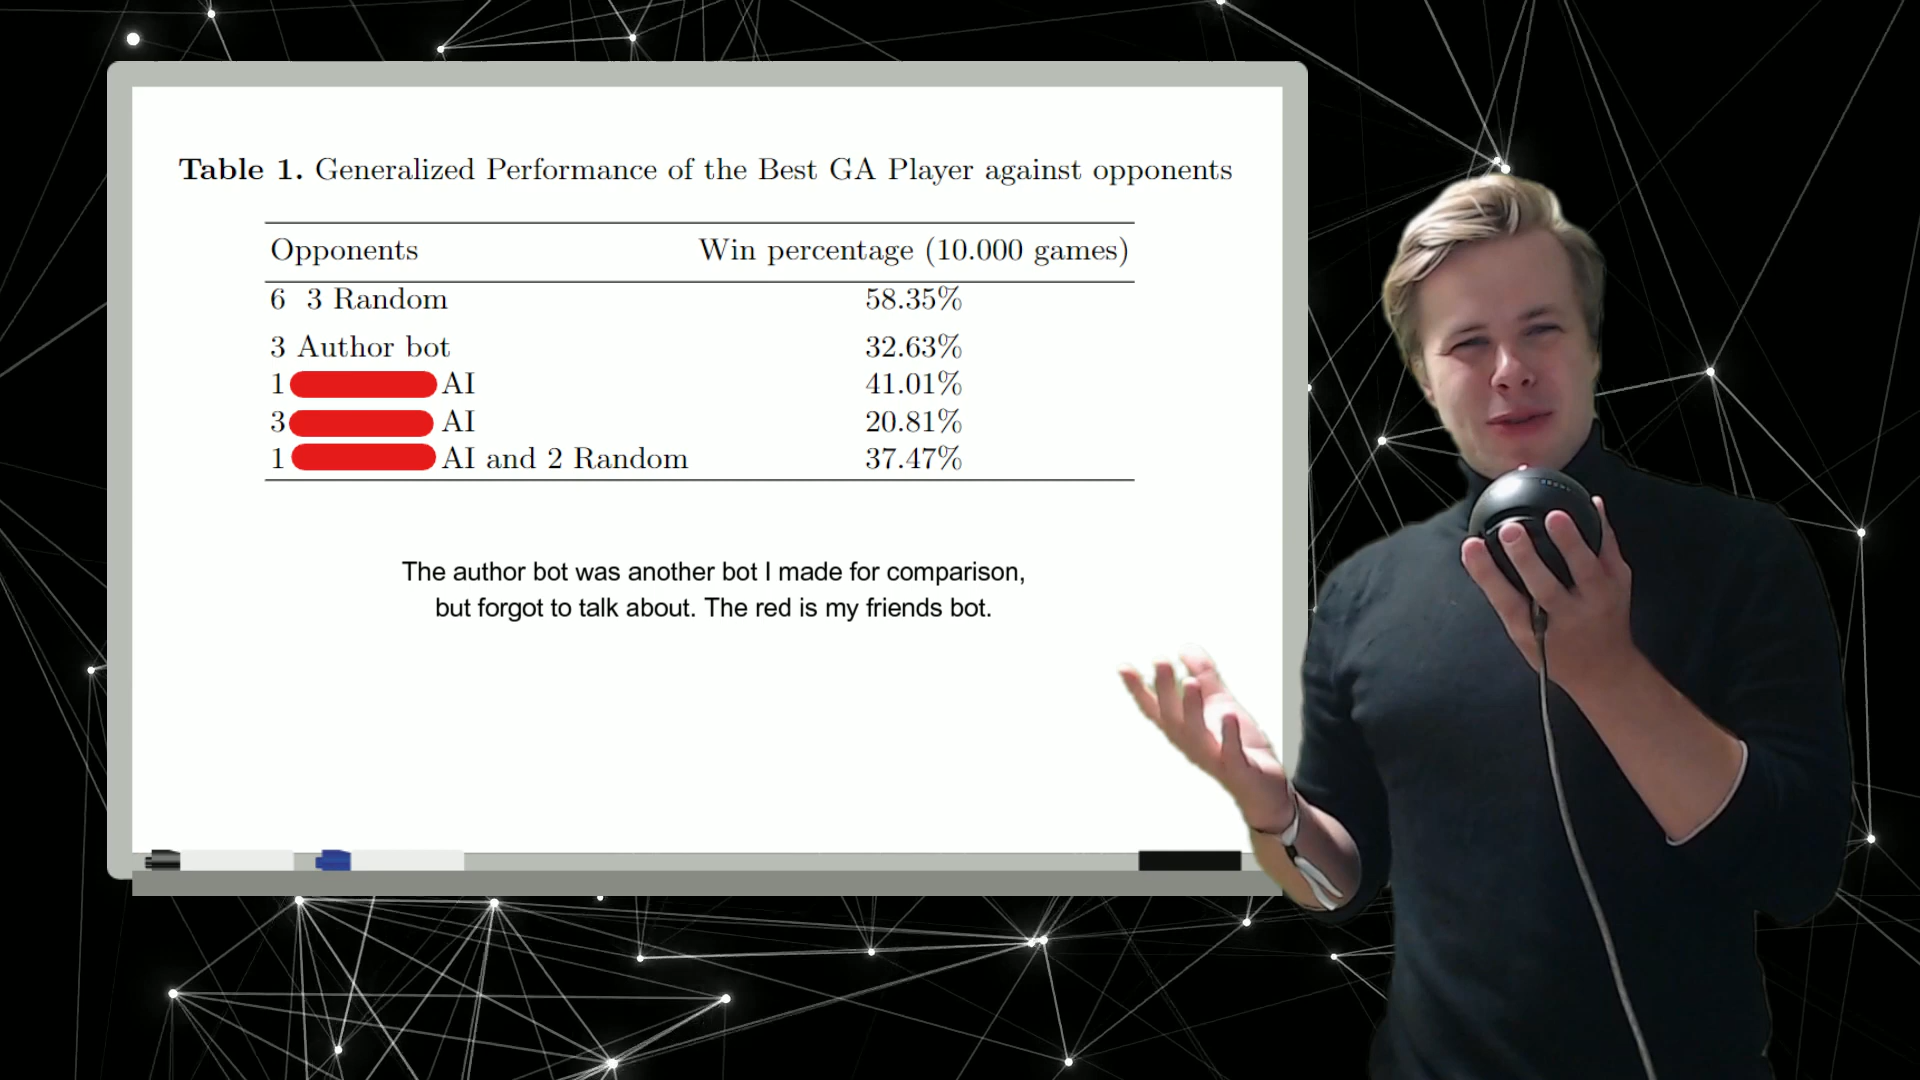 Table 1. Generalized Performance of the Best GA Player against opponents
Opponents Win percentage (10.000 games)
6 3 Random 58.35%
3 Author bot 32.63%
1 AI 41.01%
3 AI 20.81%
1 AI and 2 Random 37.47%
The author bot was another bot I made for comparison,
but forgot to talk about. The red is my friends bot.